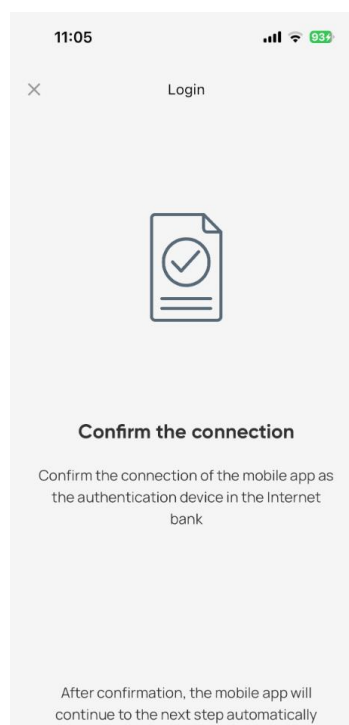 11:05
93
Login
Confirm the connection
Confirm the connection of the mobile app as
the authentication device in the Internet
bank
After confirmation, the mobile app will
continue to the next step automatically